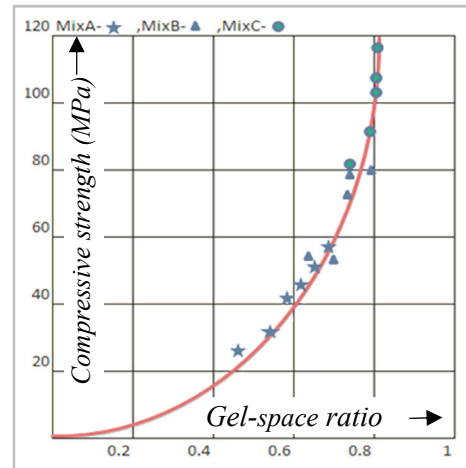 MixA- ★ ,MixB- ▲ ,MixC- ●
120
100
80
60
40
20
Compressive strength (MPa)
Gel-space ratio
0.2 0.4 0.6 0.8 1